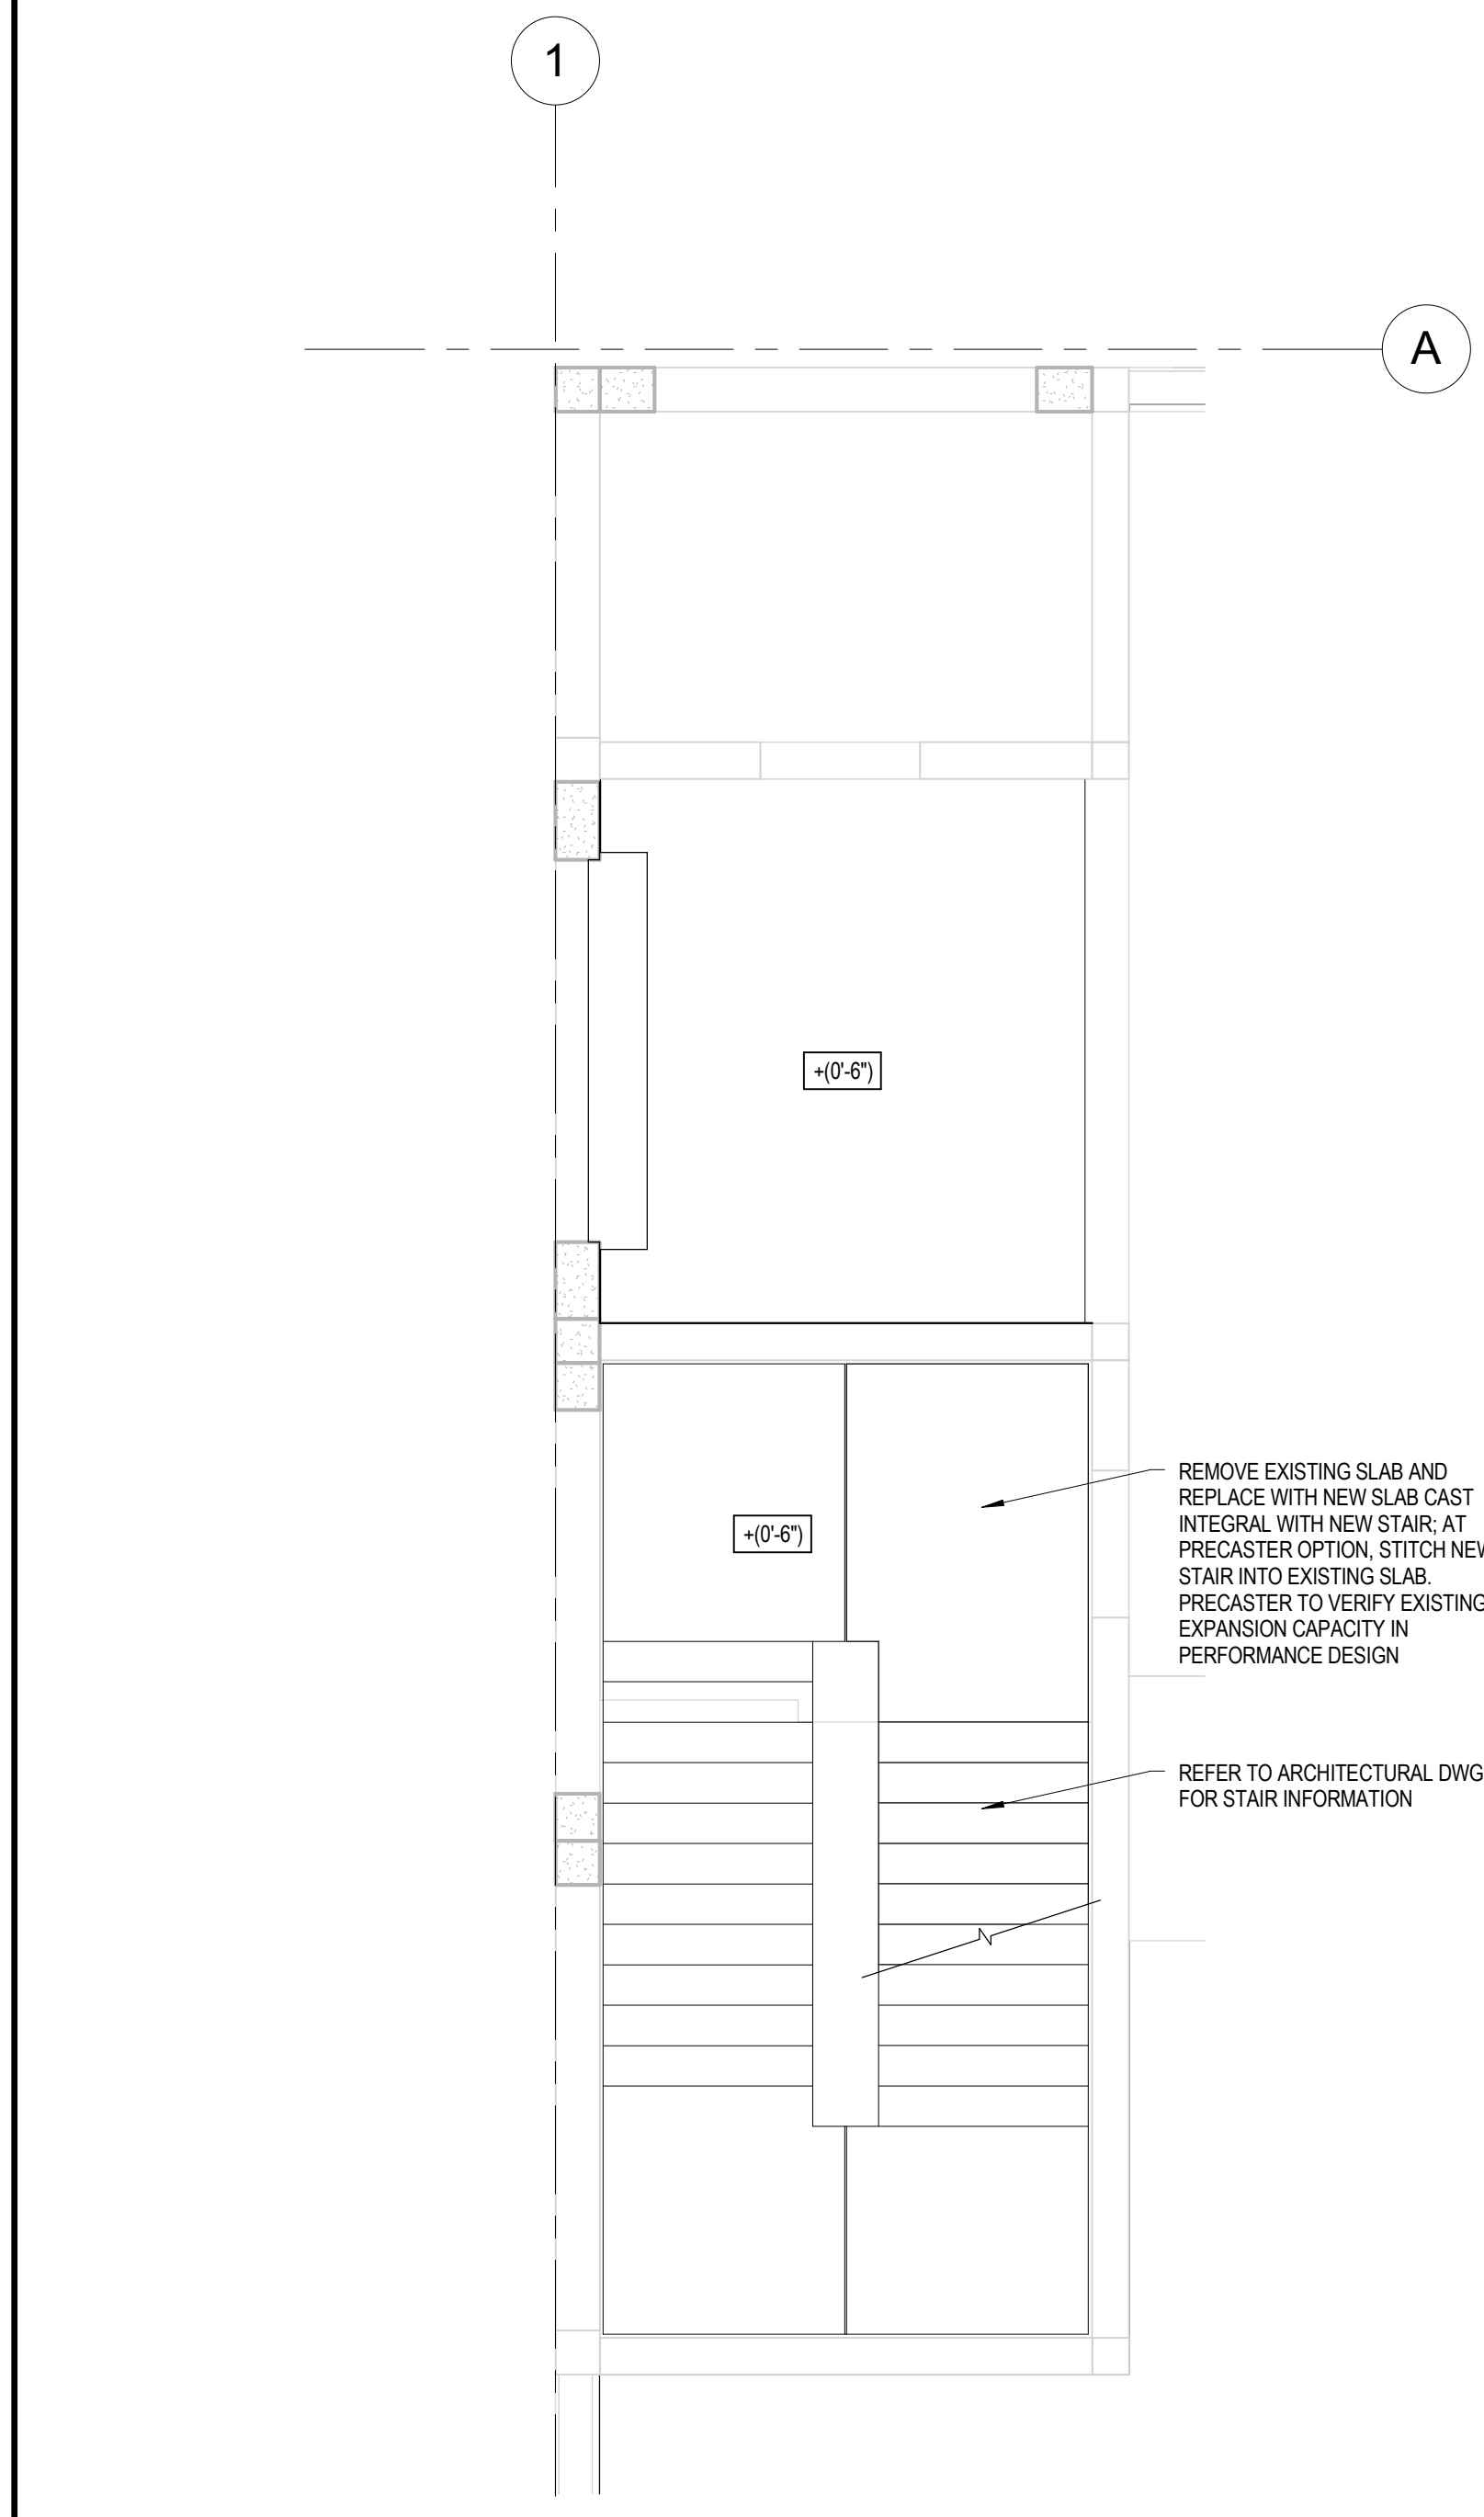 1
A
+(0'-6")
+(0'-6")
REMOVE EXISTING SLAB AND
REPLACE WITH NEW SLAB CAST
INTEGRAL WITH NEW STAIR; AT
PRECASTER OPTION, STITCH NEW
STAIR INTO EXISTING SLAB.
PRECASTER TO VERIFY EXISTING
EXPANSION CAPACITY IN
PERFORMANCE DESIGN
REFER TO ARCHITECTURAL DWG
FOR STAIR INFORMATION